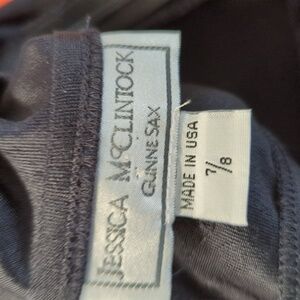 JESSICA McCLINTOCK
GUNNE SAX
MADE IN USA
7/8